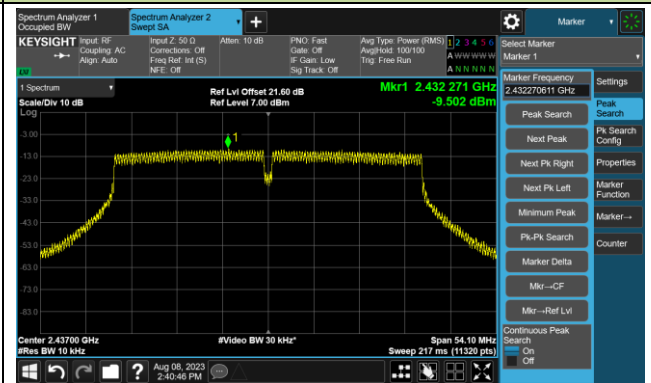 Spectrum Analyzer 1
Occupied BW
Spectrum Analyzer 2
Swept SA
Marker
KEYSIGHT
Input: RF
Coupling: AC
Align: Auto
Input Z: 50 Ω
Corrections: Off
Freq Ref: Int (S)
NFE: Off
Atten: 10 dB
PNO: Fast
Gate: Off
IF Gain: Low
Sig Track: Off
Avg Type: Power (RMS)
Avg|Hold: 100/100
Trig: Free Run
1 2 3 4 5 6
A W W W W W
A N N N N N
Select Marker
Marker 1
1 Spectrum
Scale/Div 10 dB
Log
Ref Lvl Offset 21.60 dB
Ref Level 7.00 dBm
Mkr1 2.432 271 GHz
-9.502 dBm
-3.00
-13.0
-23.0
-33.0
-43.0
-53.0
-63.0
-73.0
-83.0
1
Center 2.43700 GHz
#Res BW 10 kHz
#Video BW 30 kHz*
Span 54.10 MHz
Sweep 217 ms (11320 pts)
Marker Frequency
2.432270611 GHz
Peak Search
Next Peak
Next Pk Right
Next Pk Left
Minimum Peak
Pk-Pk Search
Marker Delta
Mkr→CF
Mkr→Ref Lvl
Continuous Peak
Search
On
Off
Settings
Peak
Search
Pk Search
Config
Properties
Marker
Function
Marker→
Counter
Aug 08, 2023
2:40:46 PM